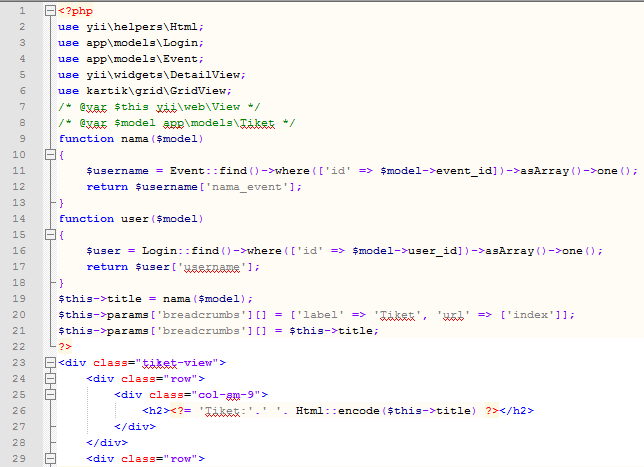 1 <?php
2 use yii\helpers\Html;
3 use app\models\Login;
4 use app\models\Event;
5 use yii\widgets\DetailView;
6 use kartik\grid\GridView;
7 /* @var $this yii\web\View */
8 /* @var $model app\models\Tiket */
9 function nama($model)
10 {
11 $username = Event::find()->where(['id' => $model->event_id])->asArray()->one();
12 return $username['nama_event'];
13 }
14 function user($model)
15 {
16 $user = Login::find()->where(['id' => $model->user_id])->asArray()->one();
17 return $user['username'];
18 }
19 $this->title = nama($model);
20 $this->params['breadcrumbs'][] = ['label' => 'Tiket', 'url' => ['index']];
21 $this->params['breadcrumbs'][] = $this->title;
22 ?>
23 <div class="tiket-view">
24 <div class="row">
25 <div class="col-sm-9">
26 <h2><?= 'Tiket:'.' '. Html::encode($this->title) ?></h2>
27 </div>
28 </div>
29 <div class="row">